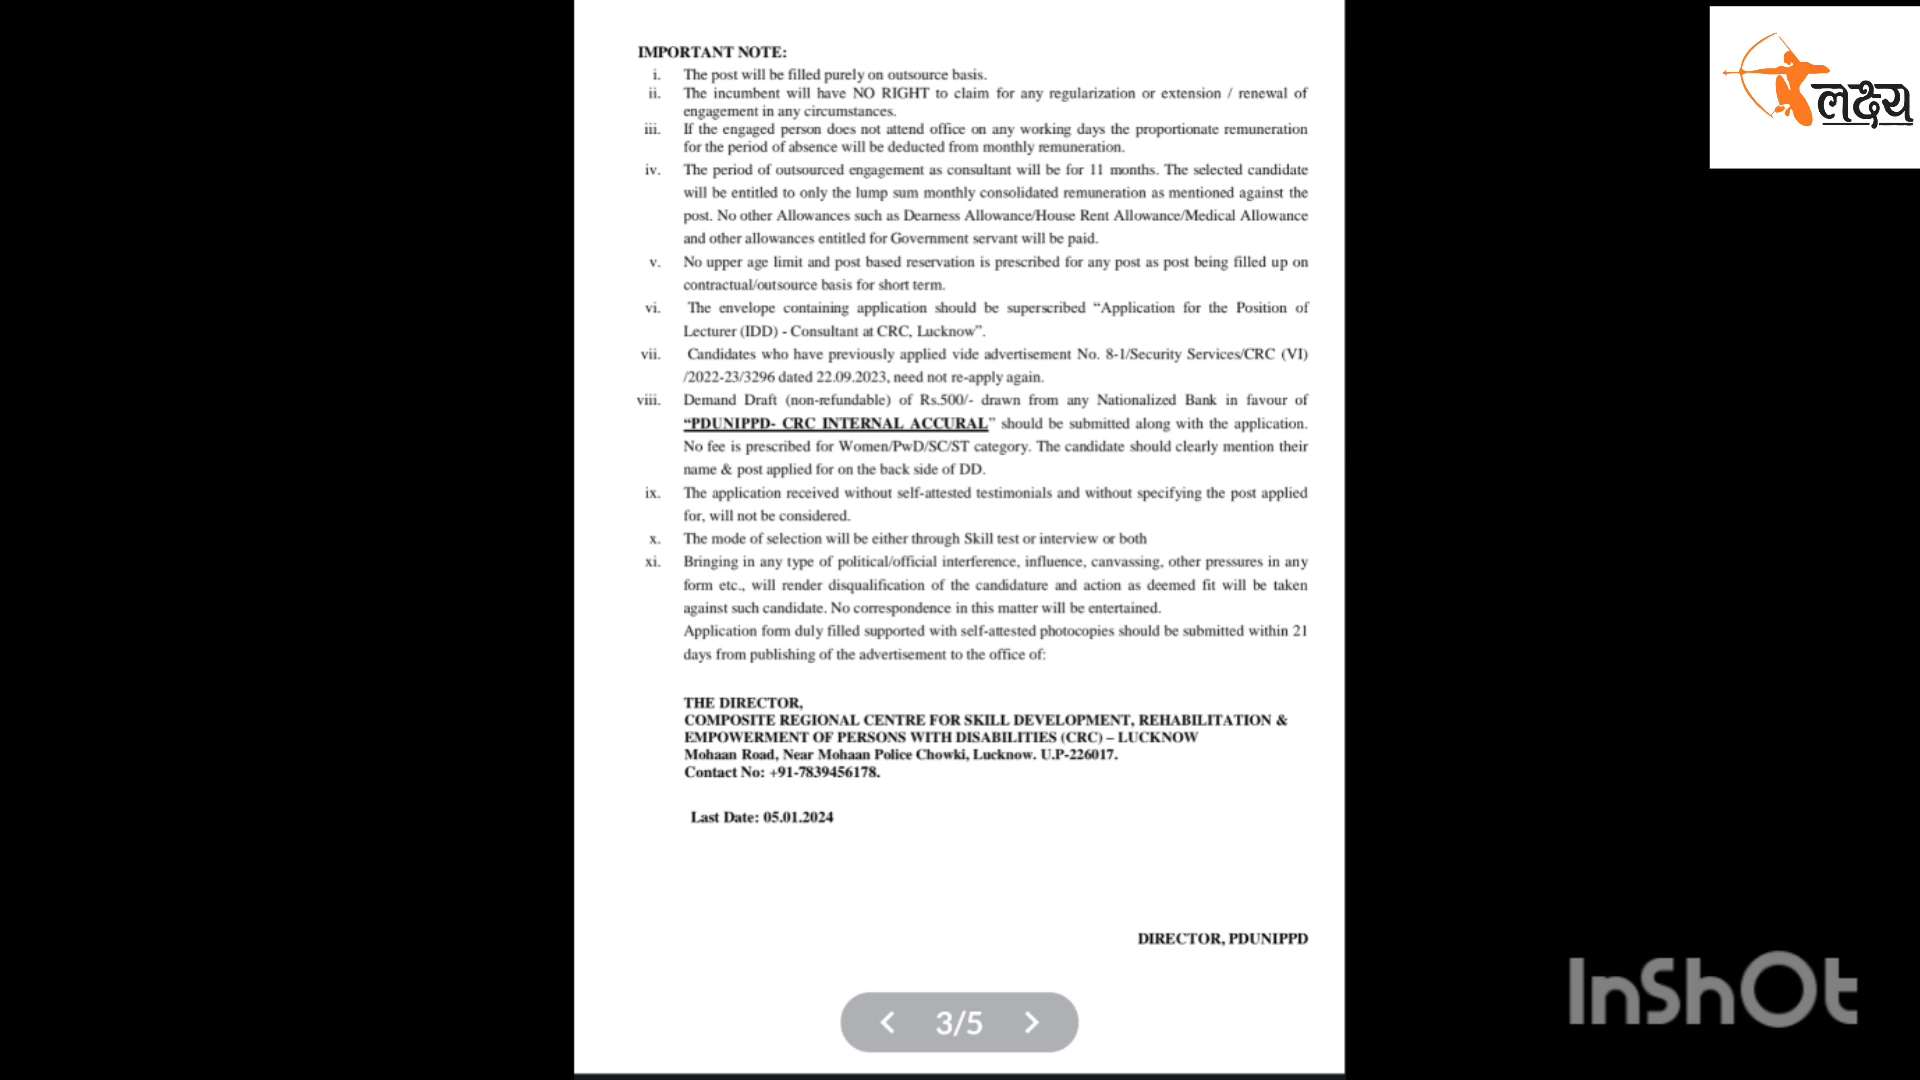 IMPORTANT NOTE:
i. The post will be filled purely on outsource basis.
ii. The incumbent will have NO RIGHT to claim for any regularization or extension / renewal of
engagement in any circumstances.
iii. If the engaged person does not attend office on any working days the proportionate remuneration
for the period of absence will be deducted from monthly remuneration.
iv. The period of outsourced engagement as consultant will be for 11 months. The selected candidate
will be entitled to only the lump sum monthly consolidated remuneration as mentioned against the
post. No other Allowances such as Dearness Allowance/House Rent Allowance/Medical Allowance
and other allowances entitled for Government servant will be paid.
v. No upper age limit and post based reservation is prescribed for any post as post being filled up on
contractual/outsource basis for short term.
vi. The envelope containing application should be superscribed “Application for the Position of
Lecturer (IDD) - Consultant at CRC, Lucknow”.
vii. Candidates who have previously applied vide advertisement No. 8-1/Security Services/CRC (VI)
/2022-23/3296 dated 22.09.2023, need not re-apply again.
viii. Demand Draft (non-refundable) of Rs.500/- drawn from any Nationalized Bank in favour of
“PDUNIPPD- CRC INTERNAL ACCURAL” should be submitted along with the application.
No fee is prescribed for Women/PwD/SC/ST category. The candidate should clearly mention their
name & post applied for on the back side of DD.
ix. The application received without self-attested testimonials and without specifying the post applied
for, will not be considered.
x. The mode of selection will be either through Skill test or interview or both
xi. Bringing in any type of political/official interference, influence, canvassing, other pressures in any
form etc., will render disqualification of the candidature and action as deemed fit will be taken
against such candidate. No correspondence in this matter will be entertained.
Application form duly filled supported with self-attested photocopies should be submitted within 21
days from publishing of the advertisement to the office of:
THE DIRECTOR,
COMPOSITE REGIONAL CENTRE FOR SKILL DEVELOPMENT, REHABILITATION &
EMPOWERMENT OF PERSONS WITH DISABILITIES (CRC) – LUCKNOW
Mohaan Road, Near Mohaan Police Chowki, Lucknow. U.P-226017.
Contact No: +91-7839456178.
Last Date: 05.01.2024
DIRECTOR, PDUNIPPD
3/5
लक्ष्य
InShOt